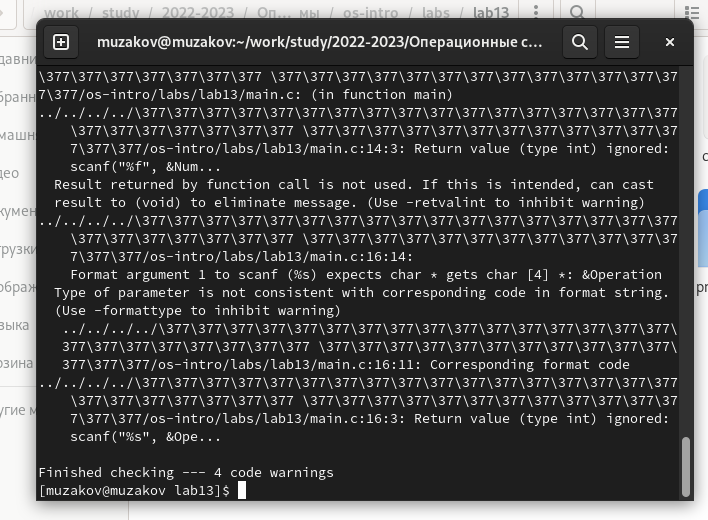 work / study / 2022-2023 / Оп... мы / os-intro / labs / lab13
muzakov@muzakov:~/work/study/2022-2023/Операционные с...
\377\377\377\377\377\377\377 \377\377\377\377\377\377\377\377\377\377\377\377\37
7\377/os-intro/labs/lab13/main.c: (in function main)
../../../../\377\377\377\377\377\377\377\377\377\377\377\377\377\377\377\377\377
\377\377\377\377\377\377\377 \377\377\377\377\377\377\377\377\377\377\377\377\37
7\377/os-intro/labs/lab13/main.c:14:3: Return value (type int) ignored:
scanf("%f", &Num...
Result returned by function call is not used. If this is intended, can cast
result to (void) to eliminate message. (Use -retvalint to inhibit warning)
../../../../\377\377\377\377\377\377\377\377\377\377\377\377\377\377\377\377\377
\377\377\377\377\377\377\377 \377\377\377\377\377\377\377\377\377\377\377\377\37
7\377/os-intro/labs/lab13/main.c:16:14:
Format argument 1 to scanf (%s) expects char * gets char [4] *: &Operation
Type of parameter is not consistent with corresponding code in format string.
(Use -formattype to inhibit warning)
../../../../\377\377\377\377\377\377\377\377\377\377\377\377\377\377\377\377\
377\377\377\377\377\377\377\377 \377\377\377\377\377\377\377\377\377\377\377\
377\377\377/os-intro/labs/lab13/main.c:16:11: Corresponding format code
../../../../\377\377\377\377\377\377\377\377\377\377\377\377\377\377\377\377\377
\377\377\377\377\377\377\377 \377\377\377\377\377\377\377\377\377\377\377\377\37
7\377/os-intro/labs/lab13/main.c:16:3: Return value (type int) ignored:
scanf("%s", &Ope...
Finished checking --- 4 code warnings
[muzakov@muzakov lab13]$